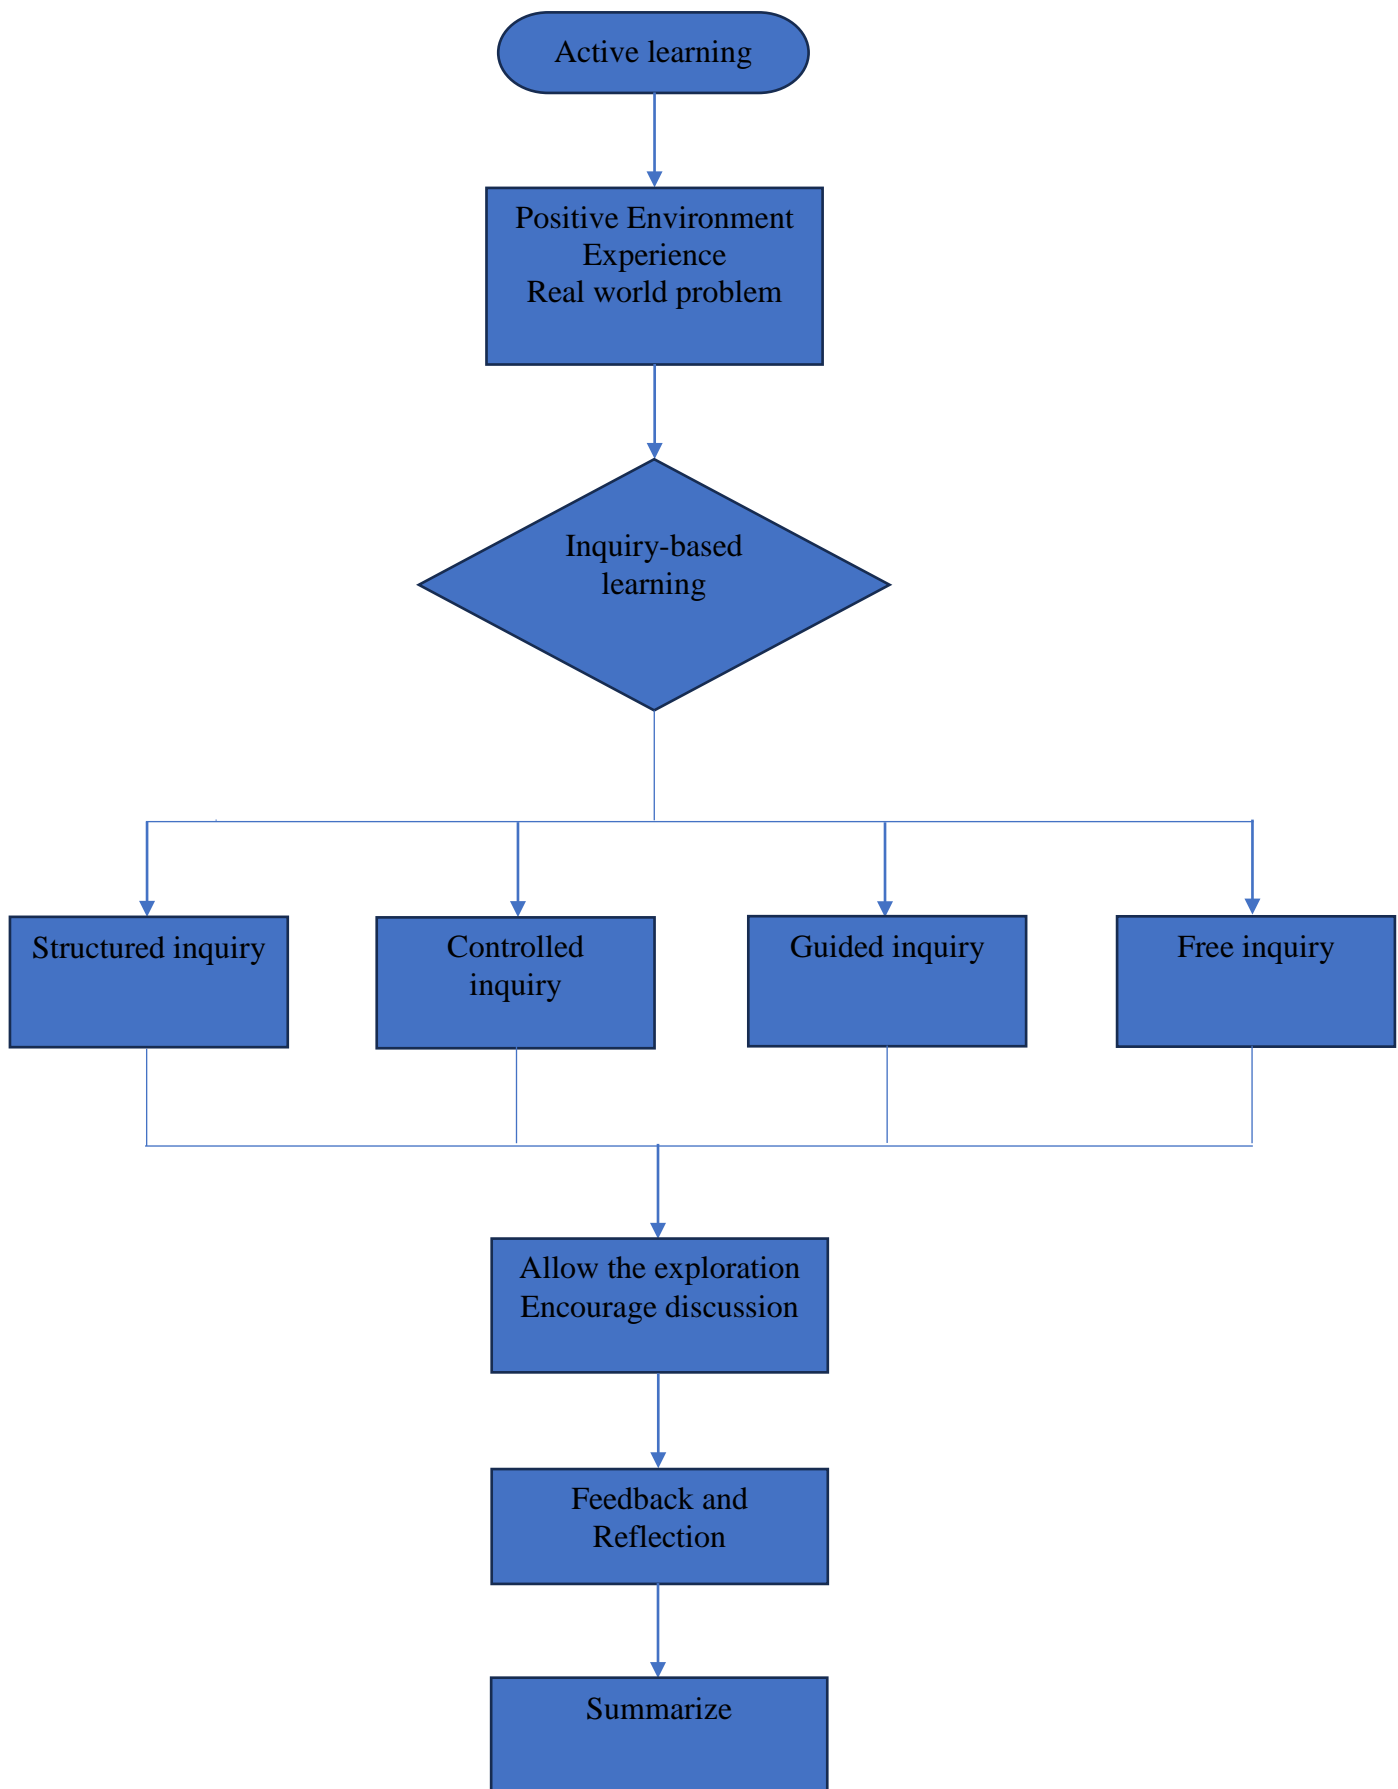 Active learning
Positive Environment
Experience
Real world problem
Inquiry-based
learning
Structured inquiry
Controlled
inquiry
Guided inquiry
Free inquiry
Allow the exploration
Encourage discussion
Feedback and
Reflection
Summarize